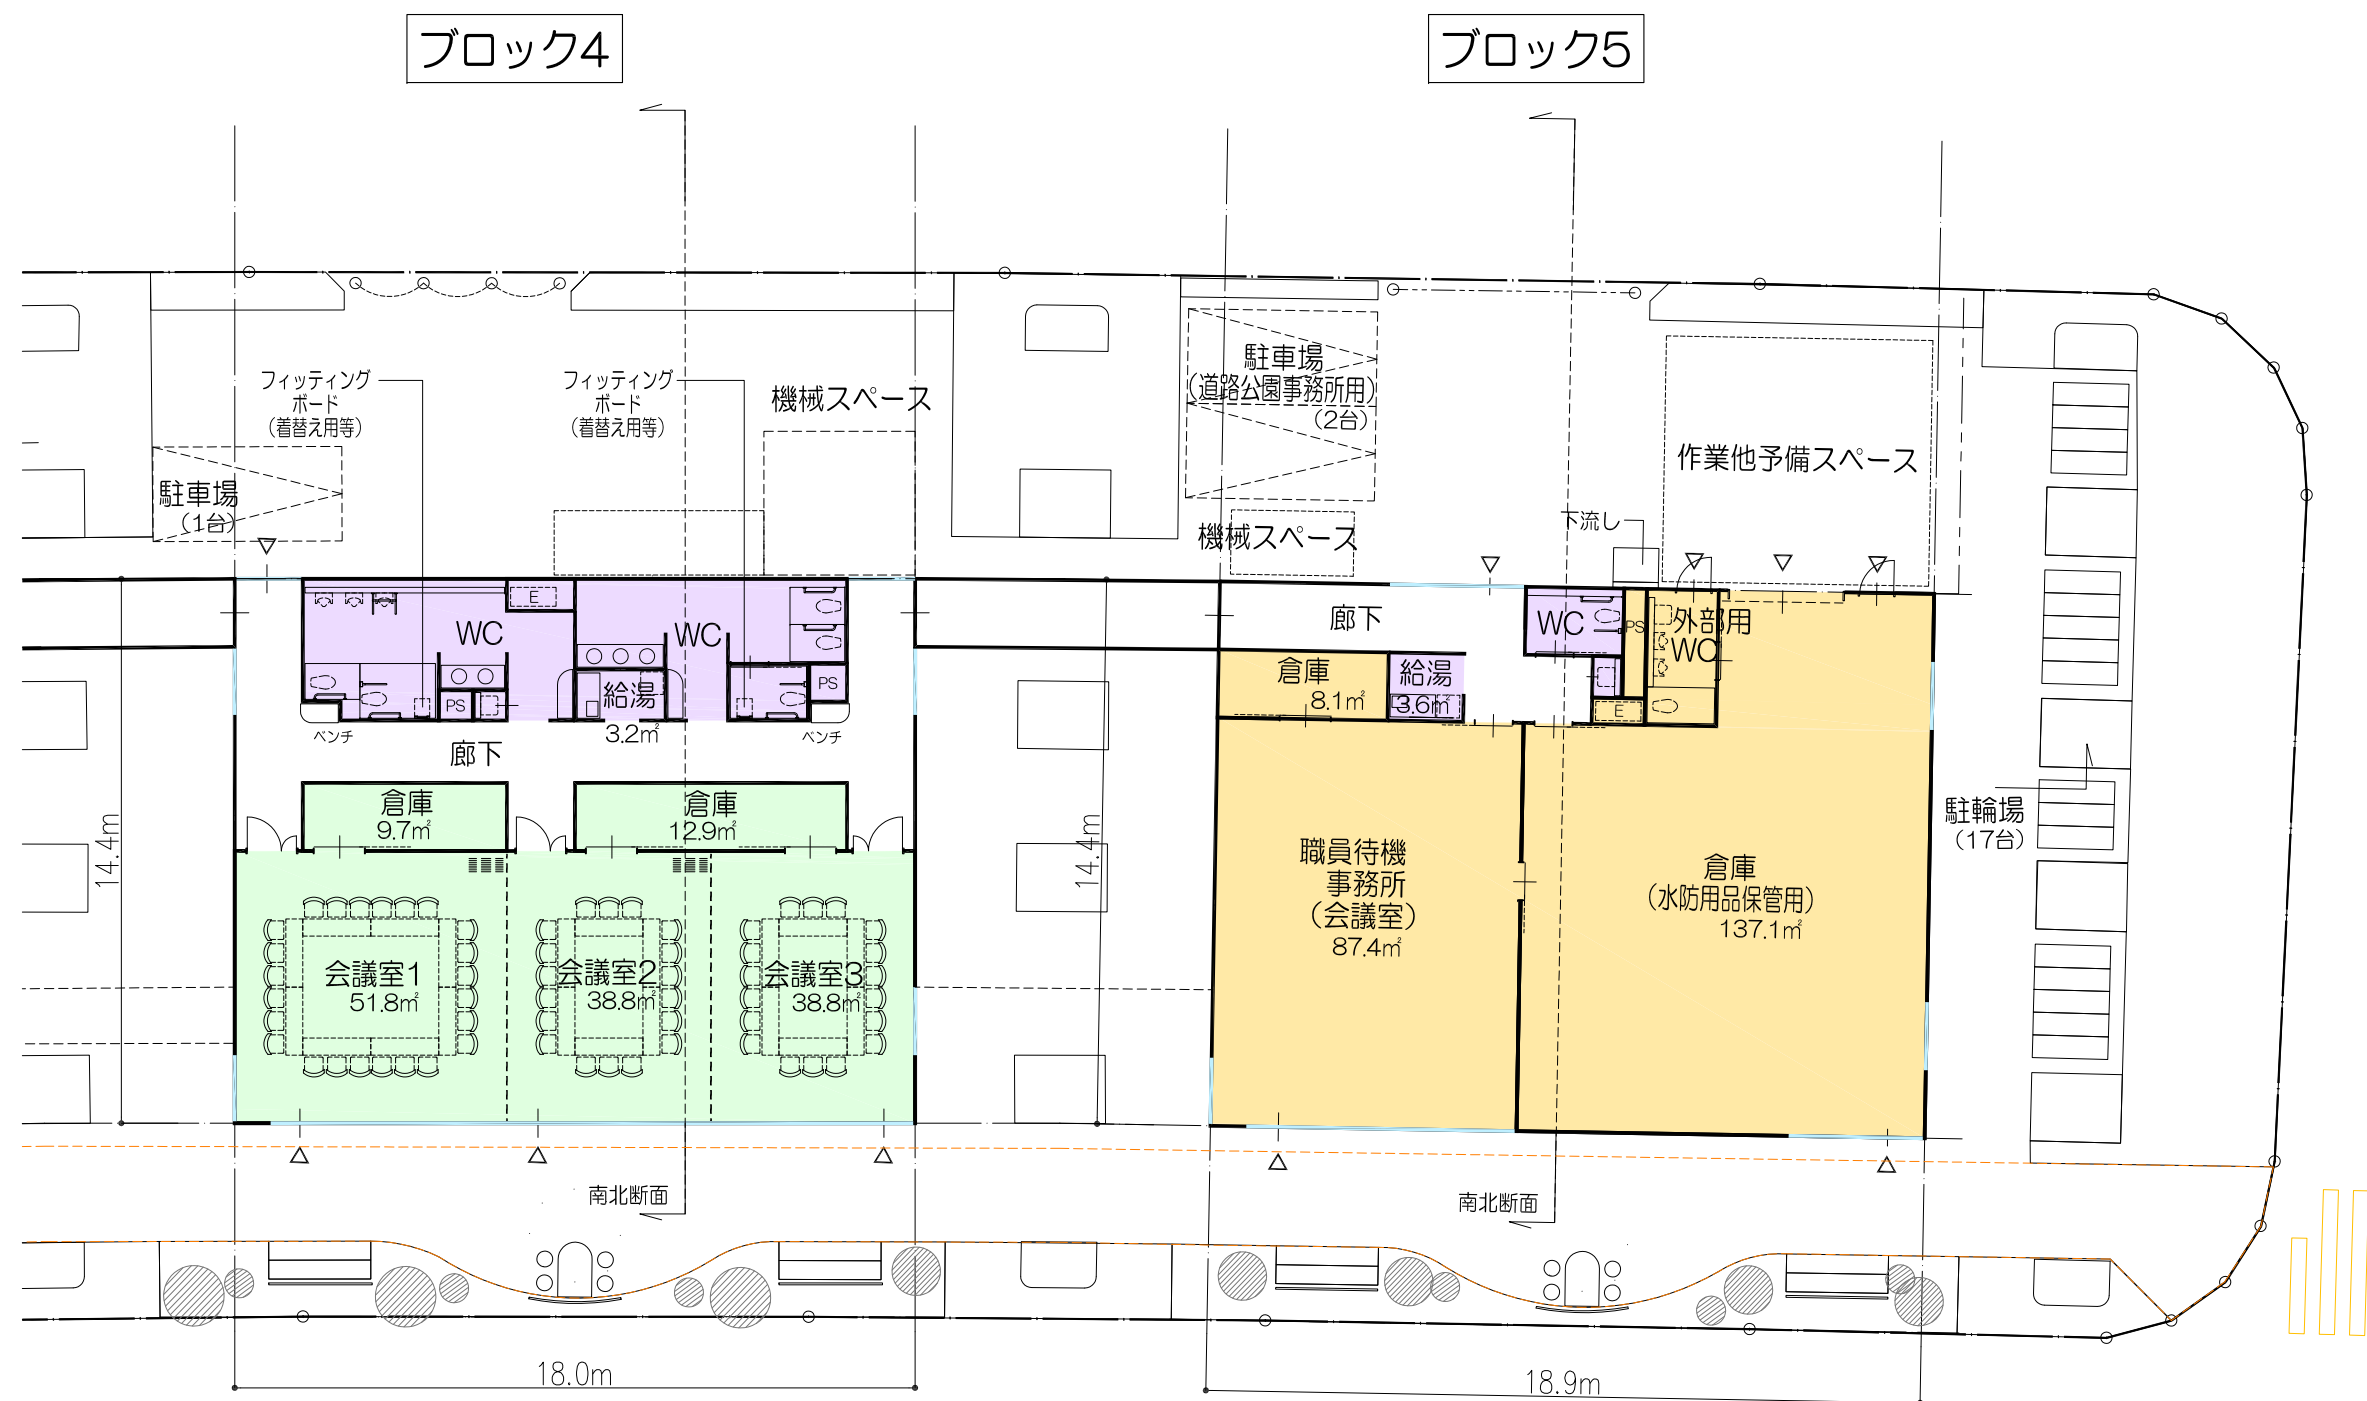 ブロック4
ブロック5
フィッティング
ボード
(着替え用等)
フィッティング
ボード
(着替え用等)
機械スペース
駐車場
(1台)
駐車場
(道路公園事務所用)
(2台)
作業他予備スペース
機械スペース
下流し
E
WC
WC
PS
PS
給湯
3.2㎡
ベンチ
ベンチ
廊下
倉庫
9.7㎡
倉庫
12.9㎡
会議室1
51.8㎡
会議室2
38.8㎡
会議室3
38.8㎡
14.4m
廊下
WC
PS
外部用
WC
倉庫
8.1㎡
給湯
3.6㎡
E
職員待機
事務所
(会議室)
87.4㎡
倉庫
(水防用品保管用)
137.1㎡
14.4m
駐輪場
(17台)
南北断面
南北断面
18.0m
18.9m